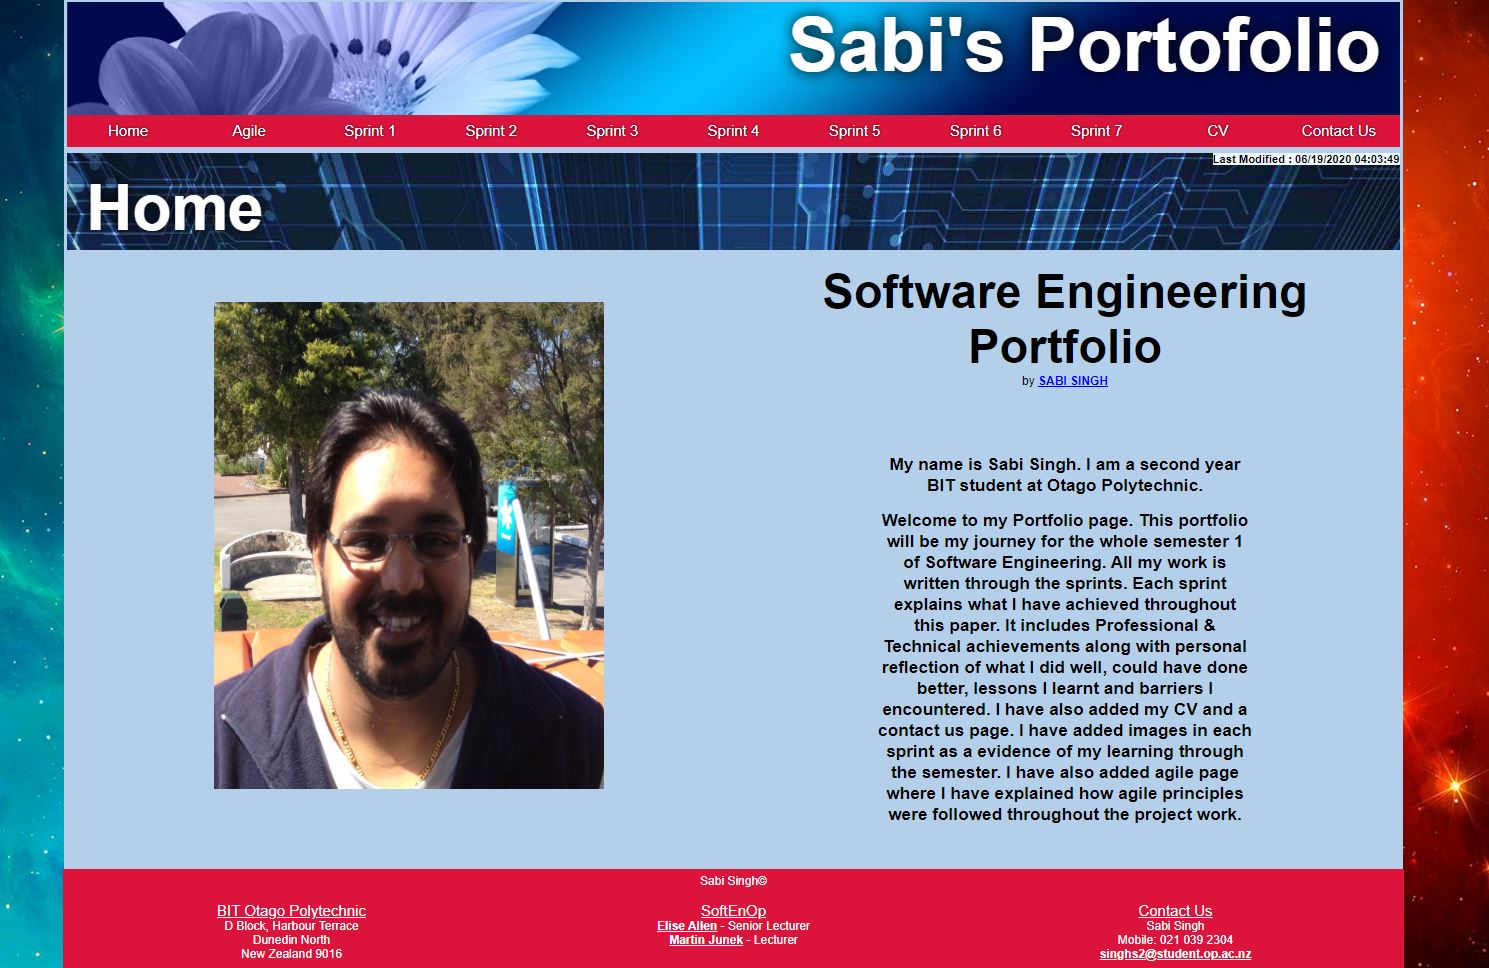 Sabi's Portofolio
Home Agile Sprint 1 Sprint 2 Sprint 3 Sprint 4 Sprint 5 Sprint 6 Sprint 7 CV Contact Us
Last Modified : 06/19/2020 04:03:49
Home
Software Engineering
Portfolio
by SABI SINGH
My name is Sabi Singh. I am a second year
BIT student at Otago Polytechnic.
Welcome to my Portfolio page. This portfolio
will be my journey for the whole semester 1
of Software Engineering. All my work is
written through the sprints. Each sprint
explains what I have achieved throughout
this paper. It includes Professional &
Technical achievements along with personal
reflection of what I did well, could have done
better, lessons I learnt and barriers I
encountered. I have also added my CV and a
contact us page. I have added images in each
sprint as a evidence of my learning through
the semester. I have also added agile page
where I have explained how agile principles
were followed throughout the project work.
Sabi Singh©
BIT Otago Polytechnic
D Block, Harbour Terrace
Dunedin North
New Zealand 9016
SoftEnOp
Elise Allen - Senior Lecturer
Martin Junek - Lecturer
Contact Us
Sabi Singh
Mobile: 021 039 2304
singhs2@student.op.ac.nz